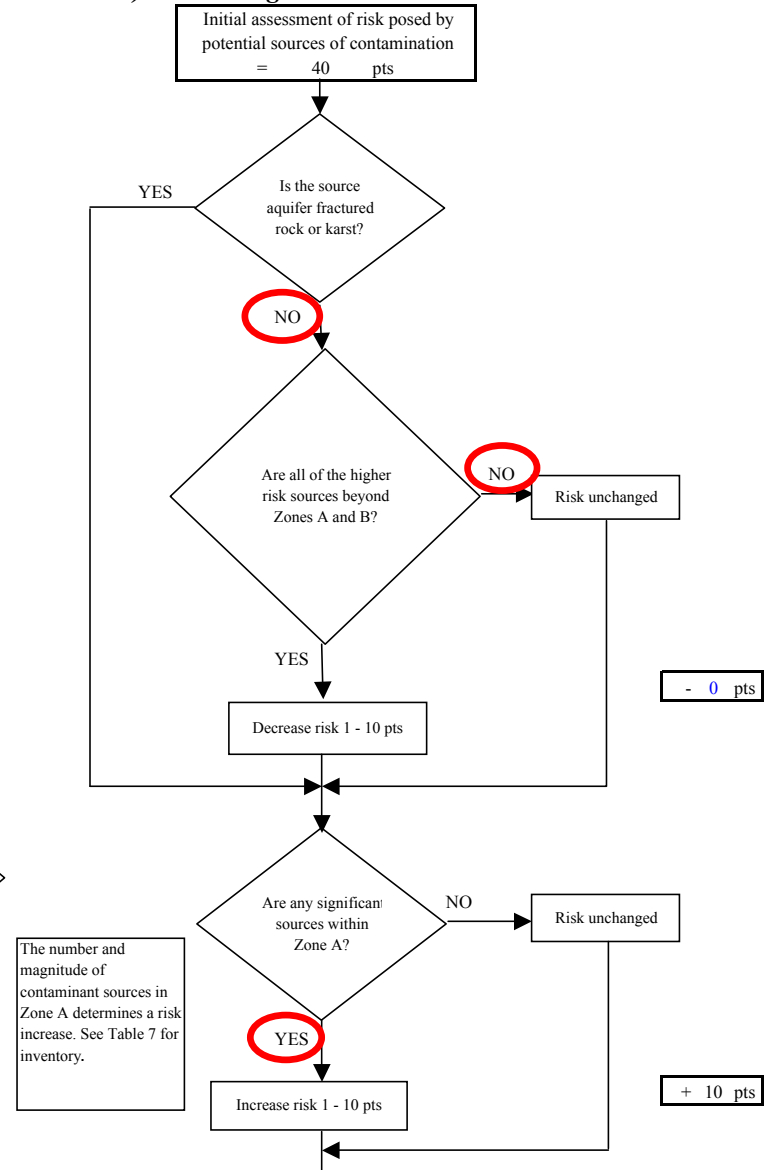 Initial assessment of risk posed by
potential sources of contamination
= 40 pts
YES
Is the source
aquifer fractured
rock or karst?
NO
Are all of the higher
risk sources beyond
Zones A and B?
NO
Risk unchanged
YES
- 0 pts
Decrease risk 1 - 10 pts
Are any significant
sources within
Zone A?
NO
Risk unchanged
The number and
magnitude of
contaminant sources in
Zone A determines a risk
increase. See Table 7 for
inventory.
YES
Increase risk 1 - 10 pts
+ 10 pts